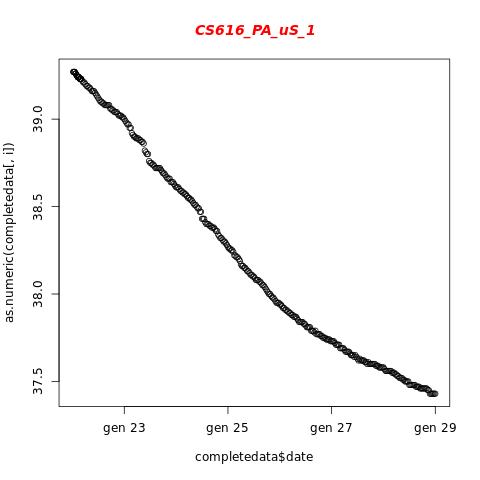 CS616_PA_uS_1
as.numeric(completedata[, i])
39.0
38.5
38.0
37.5
gen 23
gen 25
gen 27
gen 29
completedata$date